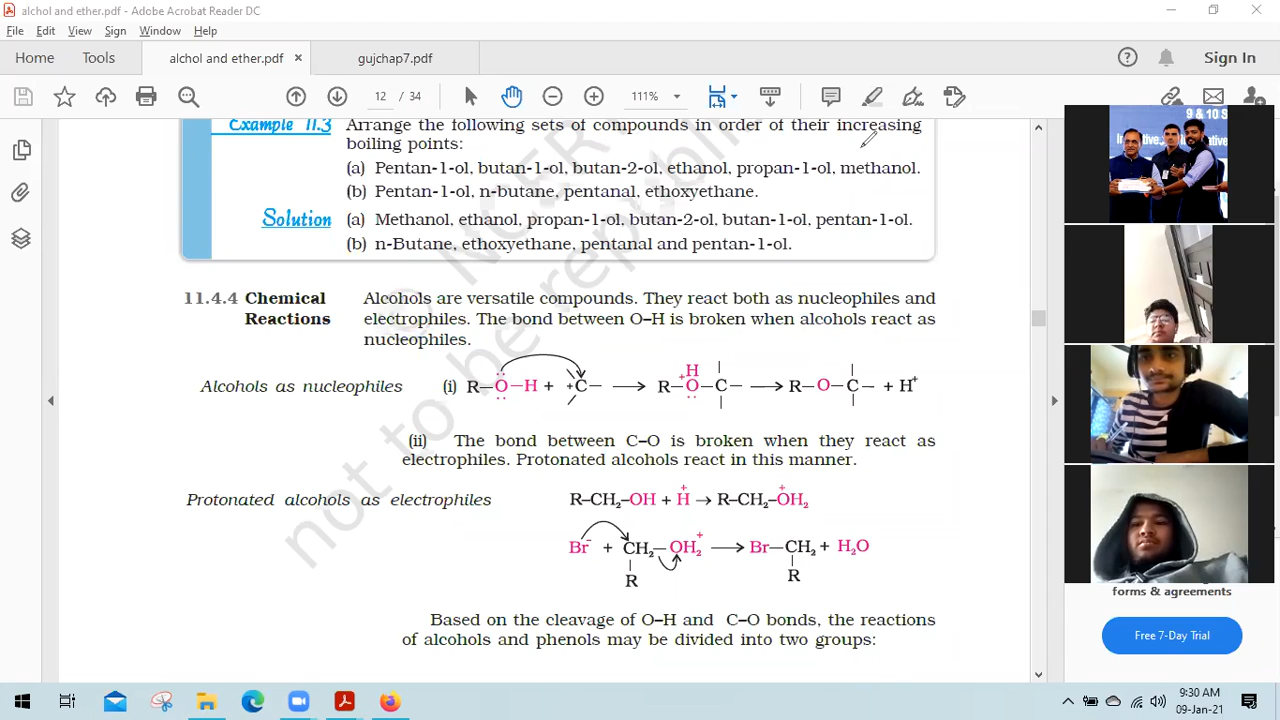 alchol and ether.pdf - Adobe Acrobat Reader DC
File Edit View Sign Window Help
Home Tools alchol and ether.pdf × gujchap7.pdf Sign In
12 / 34 111%
Example 11.3 Arrange the following sets of compounds in order of their increasing
boiling points:
(a) Pentan-1-ol, butan-1-ol, butan-2-ol, ethanol, propan-1-ol, methanol.
(b) Pentan-1-ol, n-butane, pentanal, ethoxyethane.
Solution (a) Methanol, ethanol, propan-1-ol, butan-2-ol, butan-1-ol, pentan-1-ol.
(b) n-Butane, ethoxyethane, pentanal and pentan-1-ol.
11.4.4 Chemical Reactions
Alcohols are versatile compounds. They react both as nucleophiles and
electrophiles. The bond between O–H is broken when alcohols react as
nucleophiles.
Alcohols as nucleophiles (i) R–O–H + +C– → R–O+(H)–C– → R–O–C– + H+
(ii) The bond between C–O is broken when they react as
electrophiles. Protonated alcohols react in this manner.
Protonated alcohols as electrophiles R–CH2–OH + H+ → R–CH2–OH2+
Br− + CH2–OH2+ → Br–CH2 + H2O
R R
Based on the cleavage of O–H and C–O bonds, the reactions
of alcohols and phenols may be divided into two groups:
not to be rep
9 & 10 S
forms & agreements
Free 7-Day Trial
9:30 AM
09-Jan-21